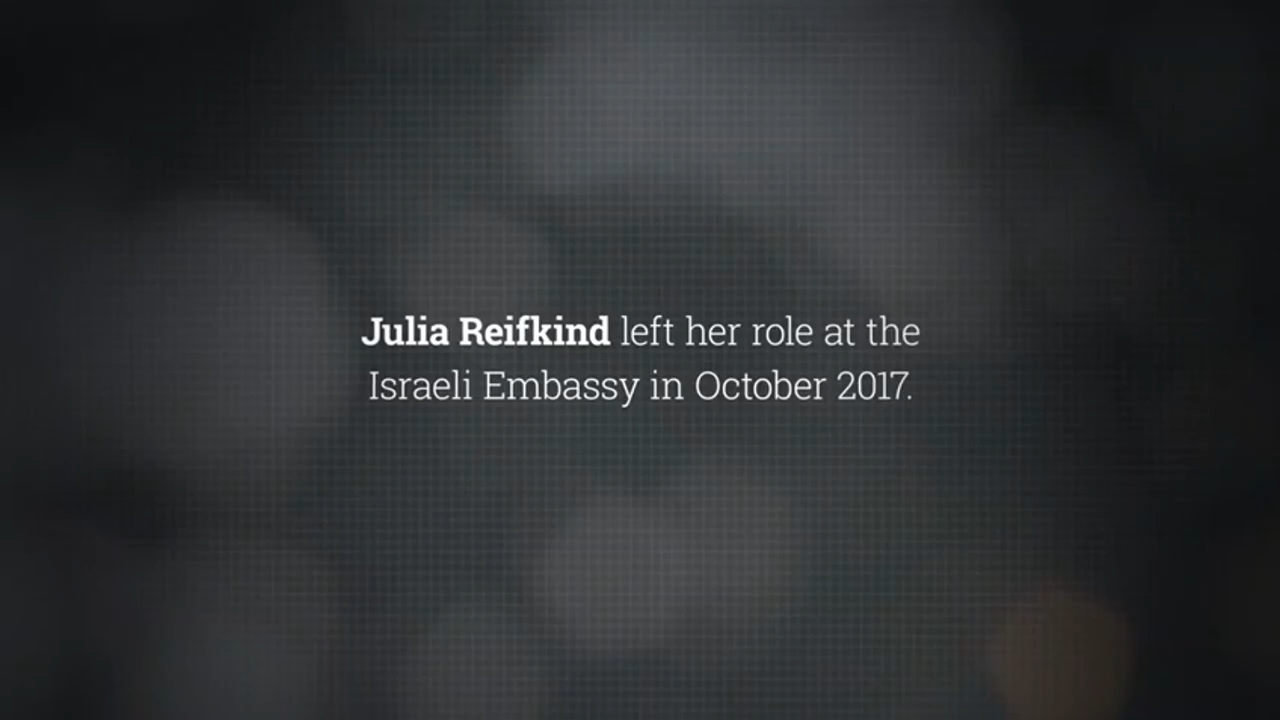 Julia Reifkind left her role at the
Israeli Embassy in October 2017.